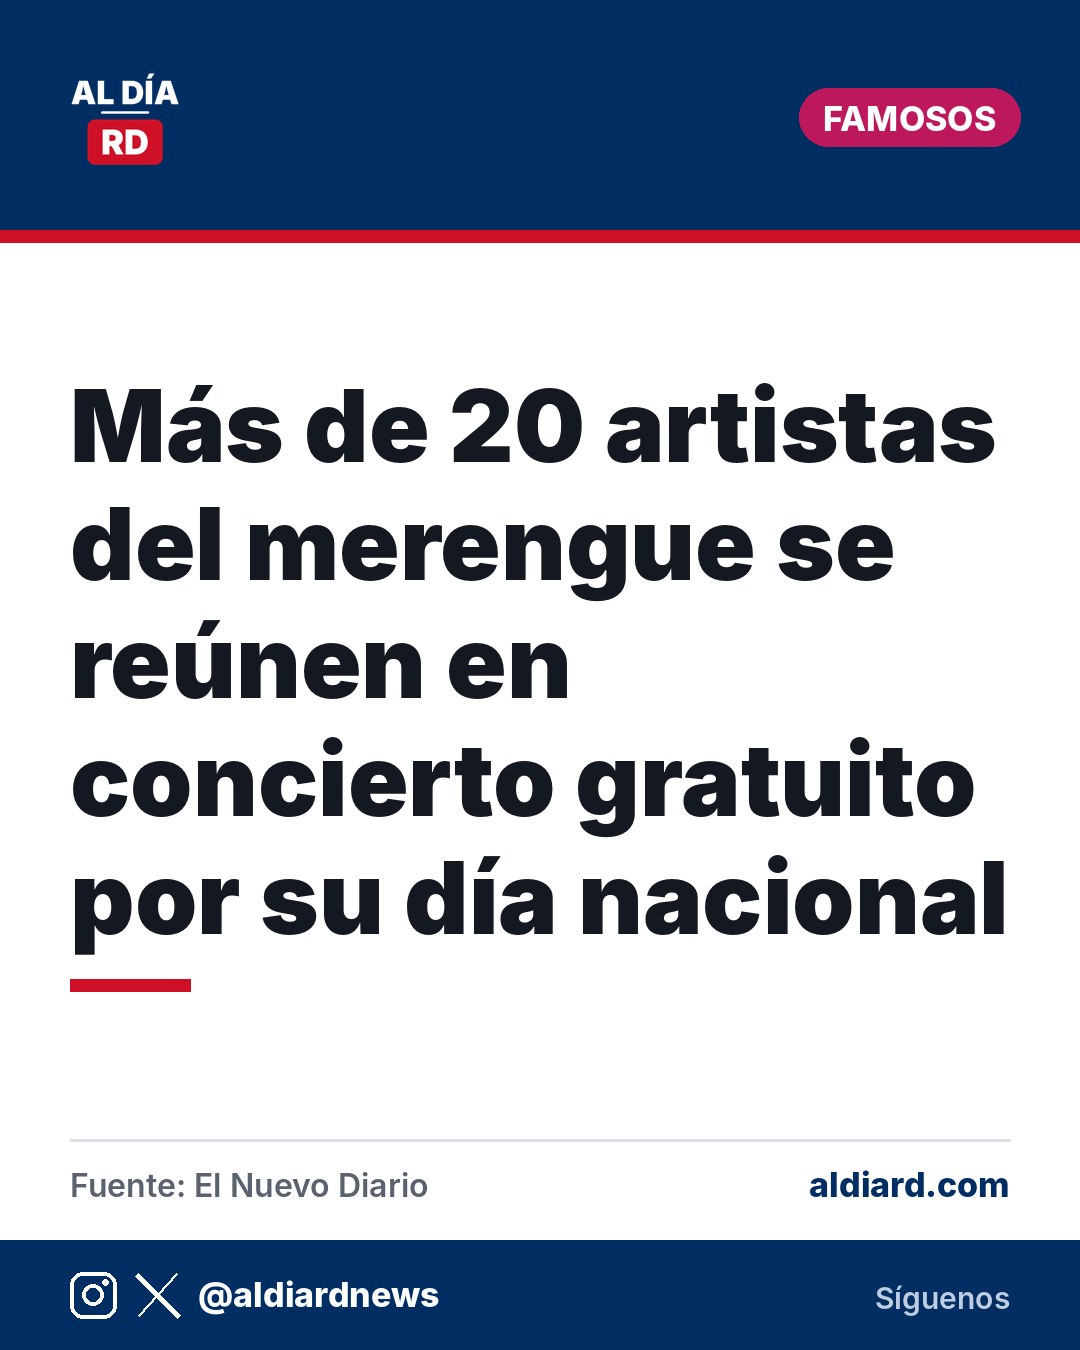 AL DÍA
RD
FAMOSOS
Más de 20 artistas
del merengue se
reúnen en
concierto gratuito
por su día nacional
Fuente: El Nuevo Diario
aldiard.com
@aldiardnews
Síguenos